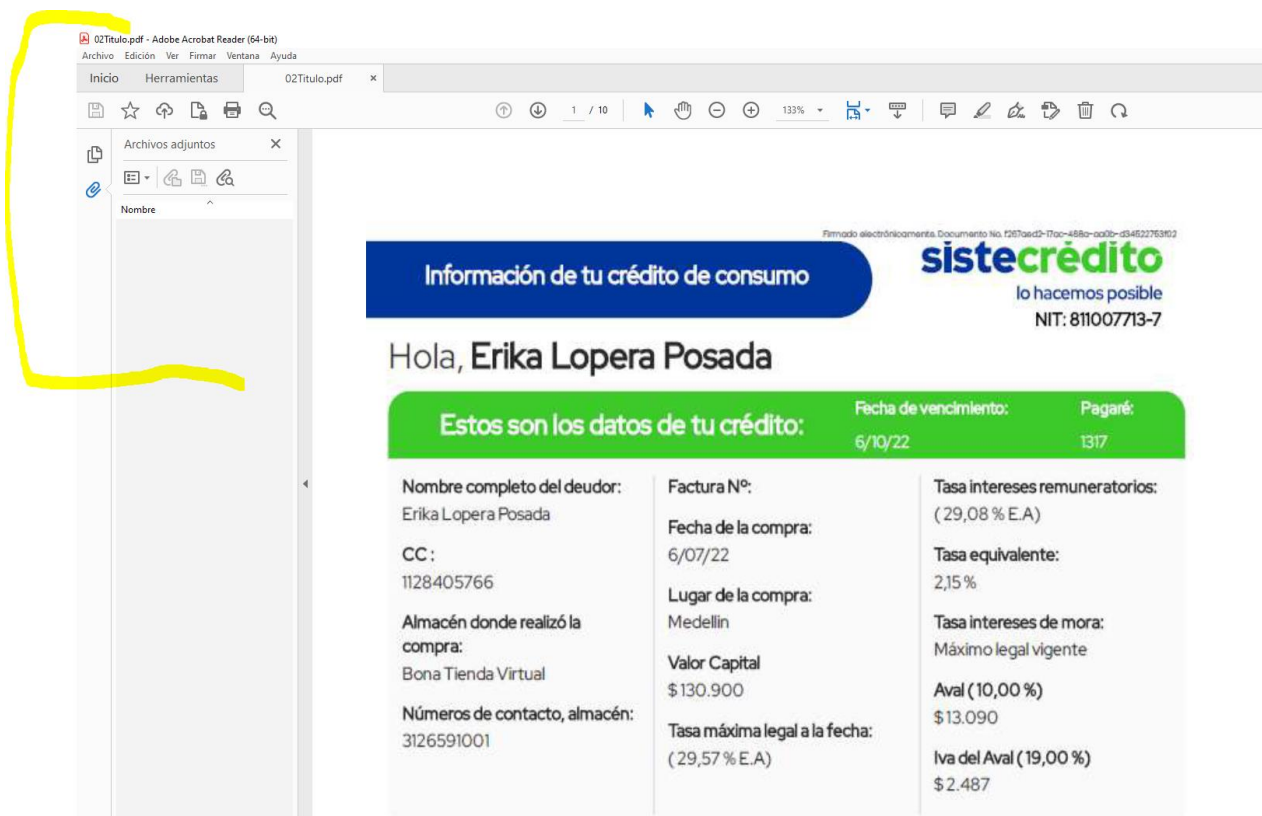 02Titulo.pdf - Adobe Acrobat Reader (64-bit)
Archivo Edición Ver Firmar Ventana Ayuda
Inicio Herramientas 02Titulo.pdf ×
1 / 10 133%
Archivos adjuntos ×
Nombre
Firmado electrónicamente. Documento No.
sistecrédito
Información de tu crédito de consumo
lo hacemos posible
NIT: 811007713-7
Hola, Erika Lopera Posada
Estos son los datos de tu crédito:
Fecha de vencimiento: Pagaré:
6/10/22 1317
Nombre completo del deudor:
Erika Lopera Posada
CC :
1128405766
Almacén donde realizó la
compra:
Bona Tienda Virtual
Números de contacto, almacén:
3126591001
Factura Nº:
Fecha de la compra:
6/07/22
Lugar de la compra:
Medellin
Valor Capital
$130.900
Tasa máxima legal a la fecha:
( 29,57 % E.A)
Tasa intereses remuneratorios:
( 29,08 % E.A)
Tasa equivalente:
2,15 %
Tasa intereses de mora:
Máximo legal vigente
Aval ( 10,00 %)
$13.090
Iva del Aval ( 19,00 %)
$ 2.487